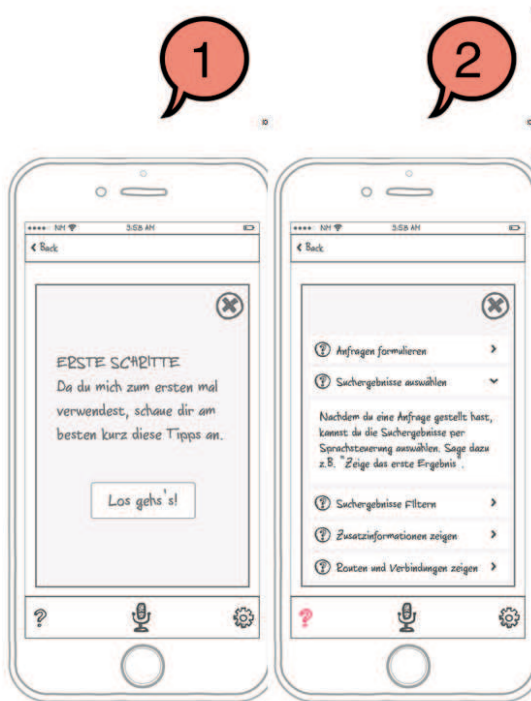 1
2
NM 3:58 AM
Back
ERSTE SCHRITTE
Da du mich zum ersten mal
verwendest, schaue dir am
besten kurz diese Tipps an.
Los gehs's!
NM 3:58 AM
Back
? Anfragen formulieren
? Suchergebnisse auswählen
Nachdem du eine Anfrage gestellt hast,
kannst du die Suchergebnisse per
Sprachsteuerung auswählen. Sage dazu
z.B. "Zeige das erste Ergebnis".
? Suchergebnisse Filtern
? Zusatzinformationen zeigen
? Routen und Verbindungen zeigen
?
?